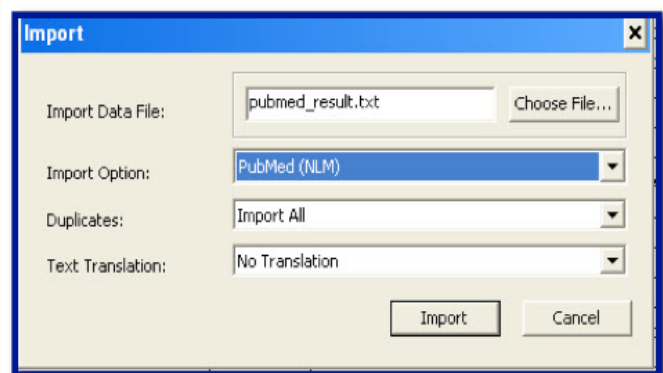 Import
Import Data File: pubmed_result.txt Choose File...
Import Option: PubMed (NLM)
Duplicates: Import All
Text Translation: No Translation
Import Cancel